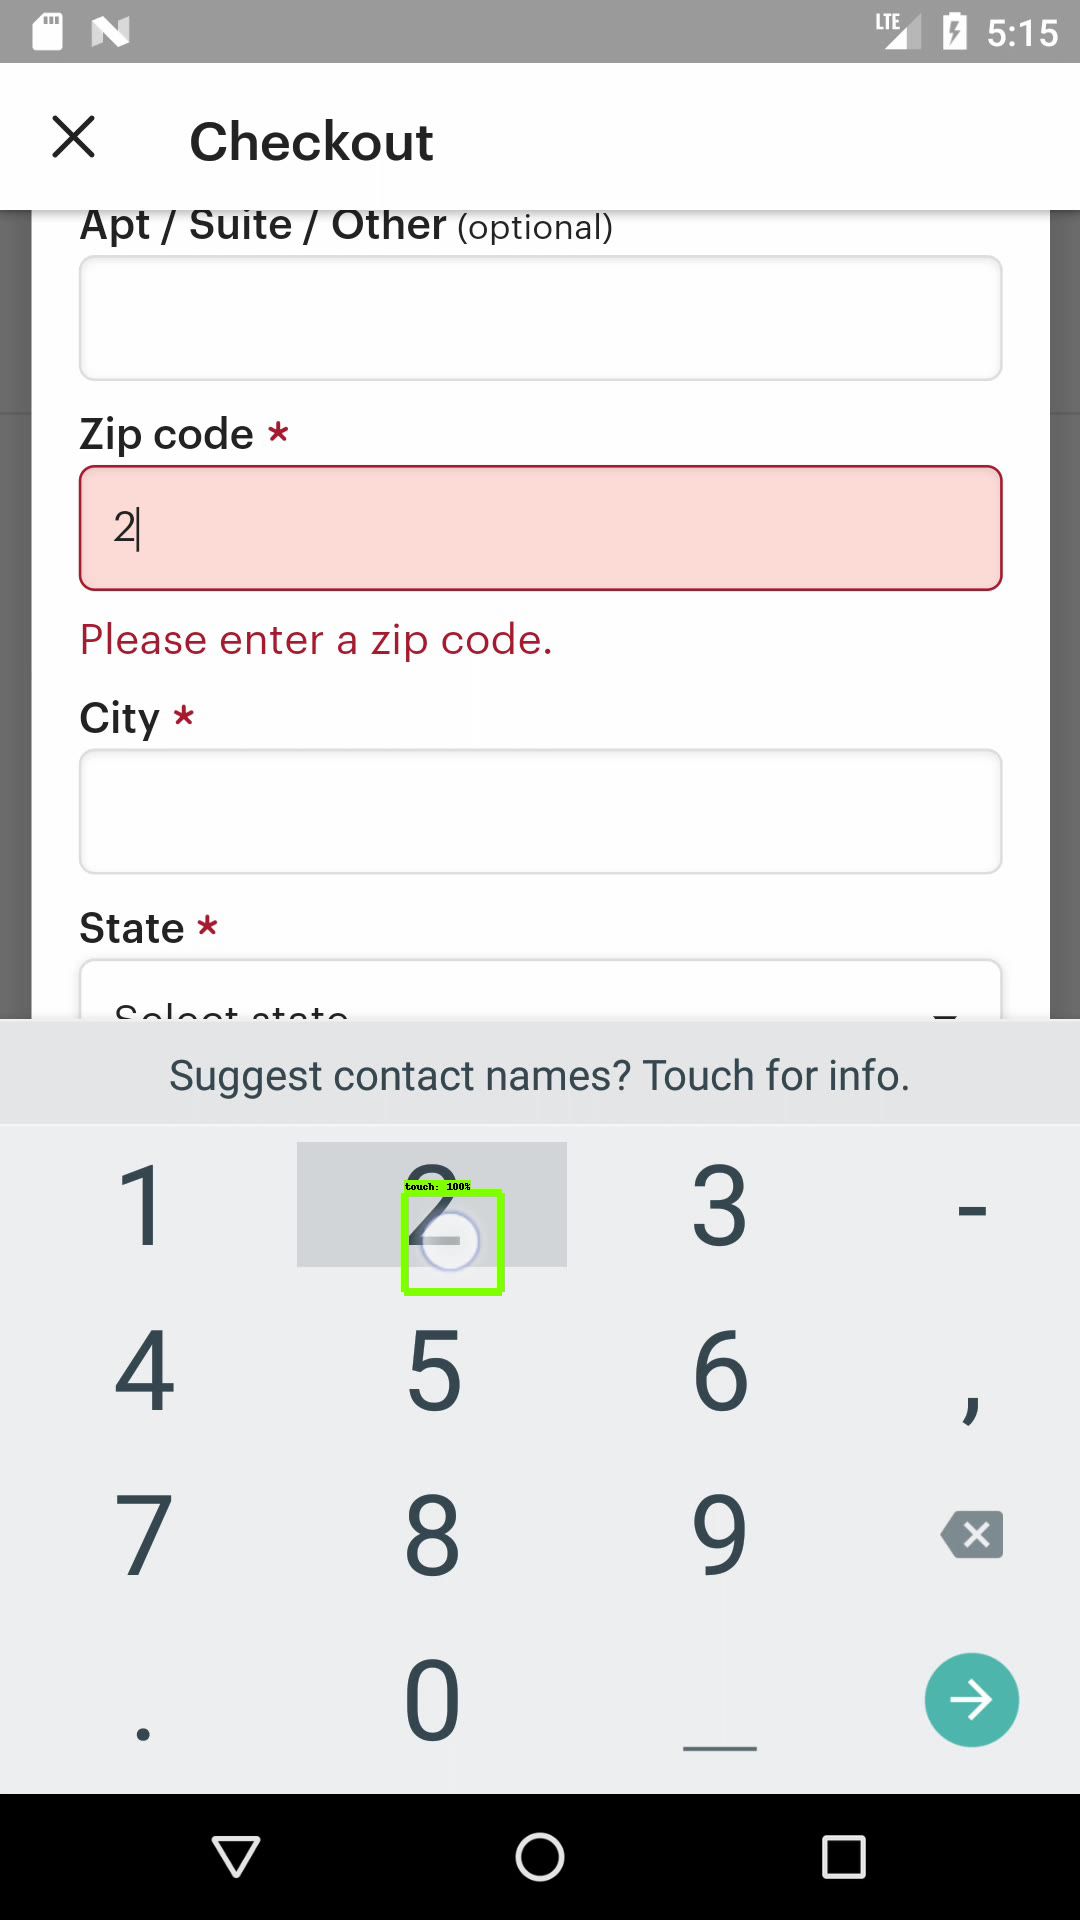 LTE 5:15
Checkout
Apt / Suite / Other (optional)
Zip code *
2
Please enter a zip code.
City *
State *
Select state
Suggest contact names? Touch for info.
1 2 3 -
touch: 100%
4 5 6 ,
7 8 9
. 0 _